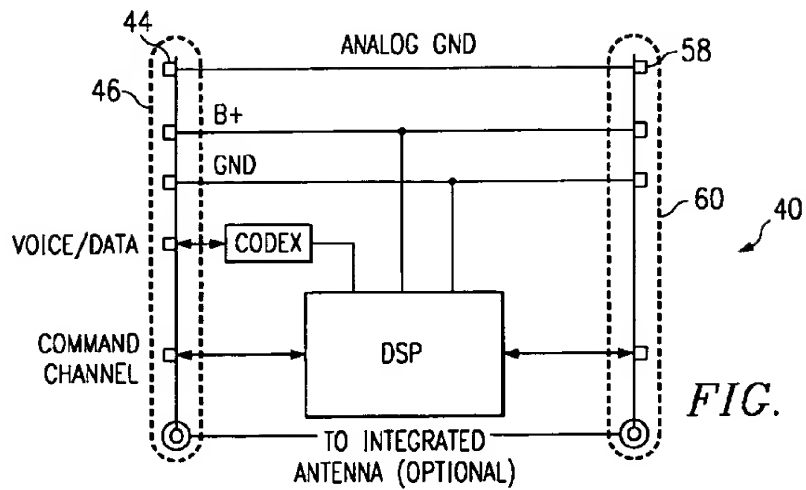 44
ANALOG GND
58
46
B+
GND
60
40
VOICE/DATA
CODEX
COMMAND
CHANNEL
DSP
FIG.
TO INTEGRATED
ANTENNA (OPTIONAL)